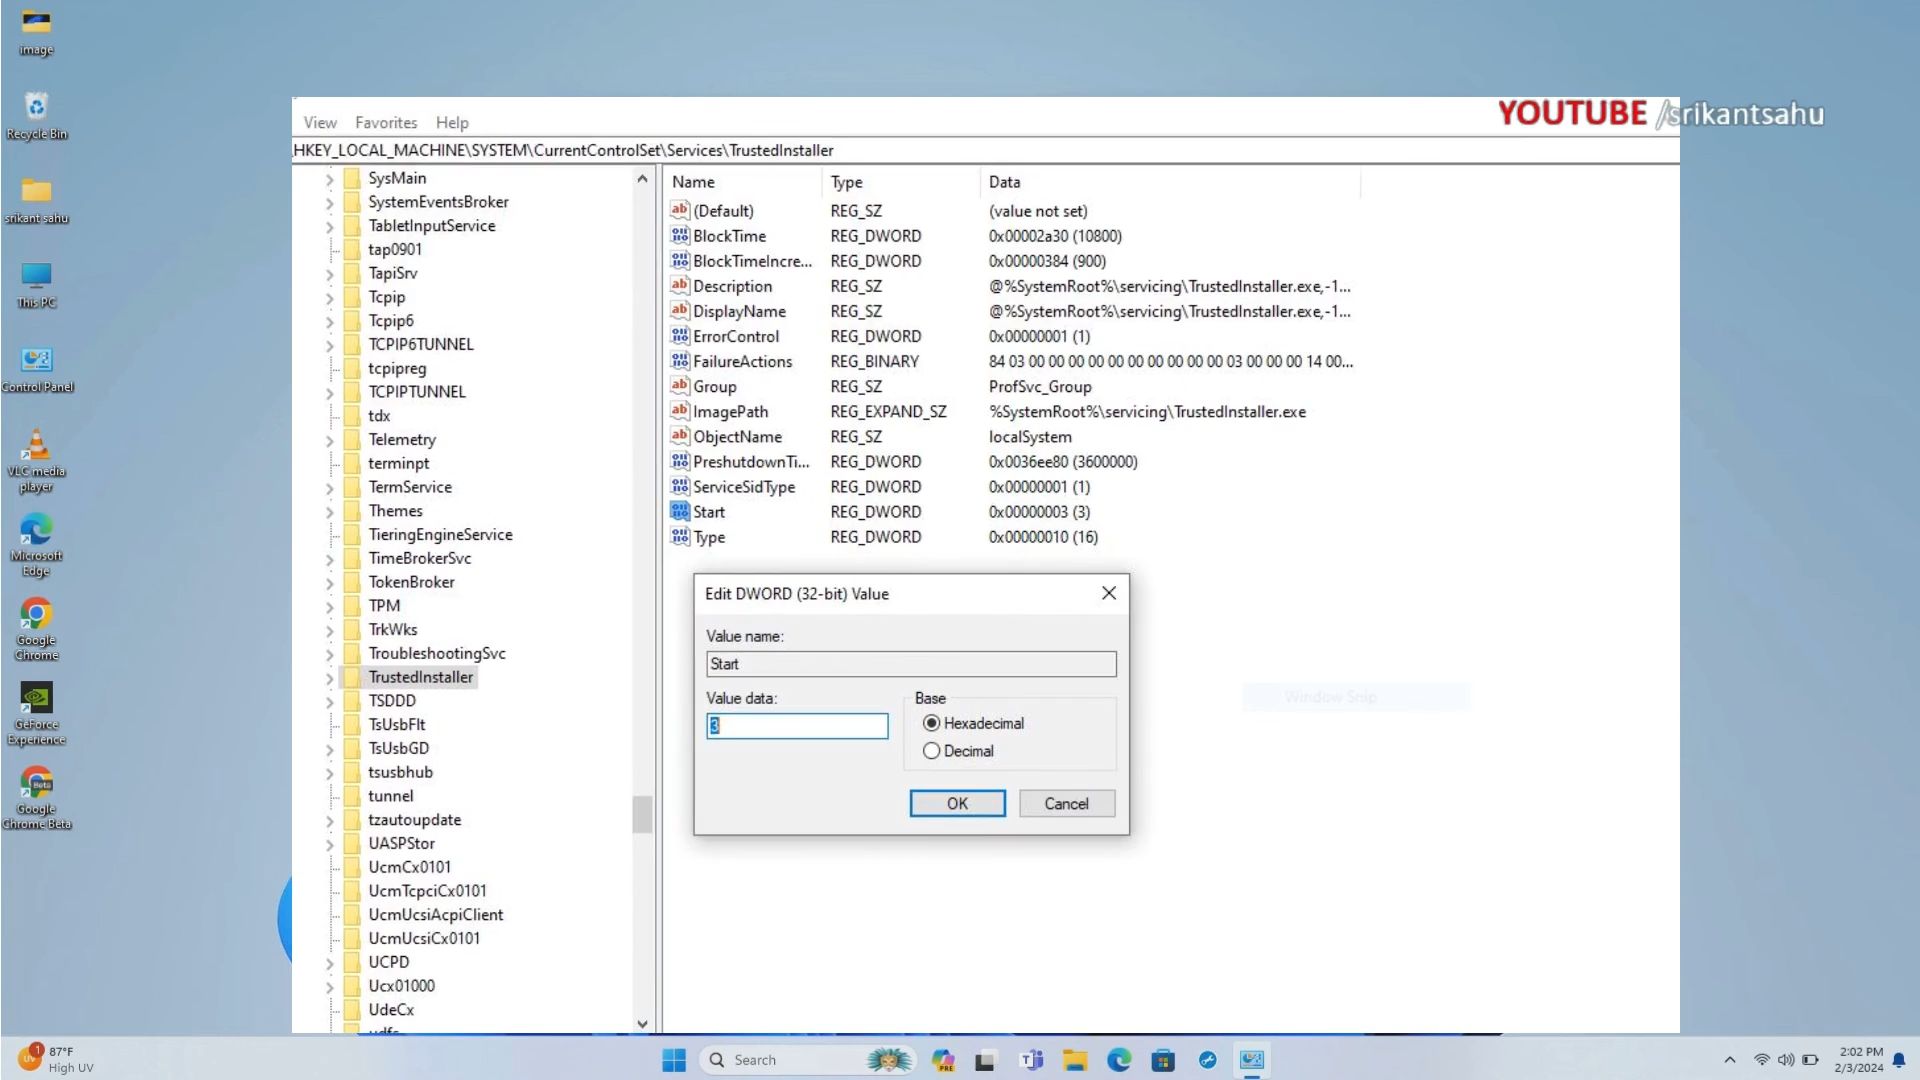 image
Recycle Bin
srikant sahu
This PC
Control Panel
VLC media
player
Microsoft
Edge
Google
Chrome
GeForce
Experience
Beta
Google
Chrome Beta
YOUTUBE /srikantsahu
View Favorites Help
HKEY_LOCAL_MACHINE\SYSTEM\CurrentControlSet\Services\TrustedInstaller
SysMain
SystemEventsBroker
TabletInputService
tap0901
TapiSrv
Tcpip
Tcpip6
TCPIP6TUNNEL
tcpipreg
TCPIPTUNNEL
tdx
Telemetry
terminpt
TermService
Themes
TieringEngineService
TimeBrokerSvc
TokenBroker
TPM
TrkWks
TroubleshootingSvc
TrustedInstaller
TSDDD
TsUsbFlt
TsUsbGD
tsusbhub
tunnel
tzautoupdate
UASPStor
UcmCx0101
UcmTcpciCx0101
UcmUcsiAcpiClient
UcmUcsiCx0101
UCPD
Ucx01000
UdeCx
Name Type Data
(Default) REG_SZ (value not set)
BlockTime REG_DWORD 0x00002a30 (10800)
BlockTimeIncre... REG_DWORD 0x00000384 (900)
Description REG_SZ @%SystemRoot%\servicing\TrustedInstaller.exe,-1...
DisplayName REG_SZ @%SystemRoot%\servicing\TrustedInstaller.exe,-1...
ErrorControl REG_DWORD 0x00000001 (1)
FailureActions REG_BINARY 84 03 00 00 00 00 00 00 00 00 00 00 03 00 00 00 14 00...
Group REG_SZ ProfSvc_Group
ImagePath REG_EXPAND_SZ %SystemRoot%\servicing\TrustedInstaller.exe
ObjectName REG_SZ localSystem
PreshutdownTi... REG_DWORD 0x0036ee80 (3600000)
ServiceSidType REG_DWORD 0x00000001 (1)
Start REG_DWORD 0x00000003 (3)
Type REG_DWORD 0x00000010 (16)
Edit DWORD (32-bit) Value
Value name:
Start
Value data: Base
3
Hexadecimal
Decimal
OK Cancel
Window Snip
1
87°F
High UV
Search
PRE
2:02 PM
2/3/2024